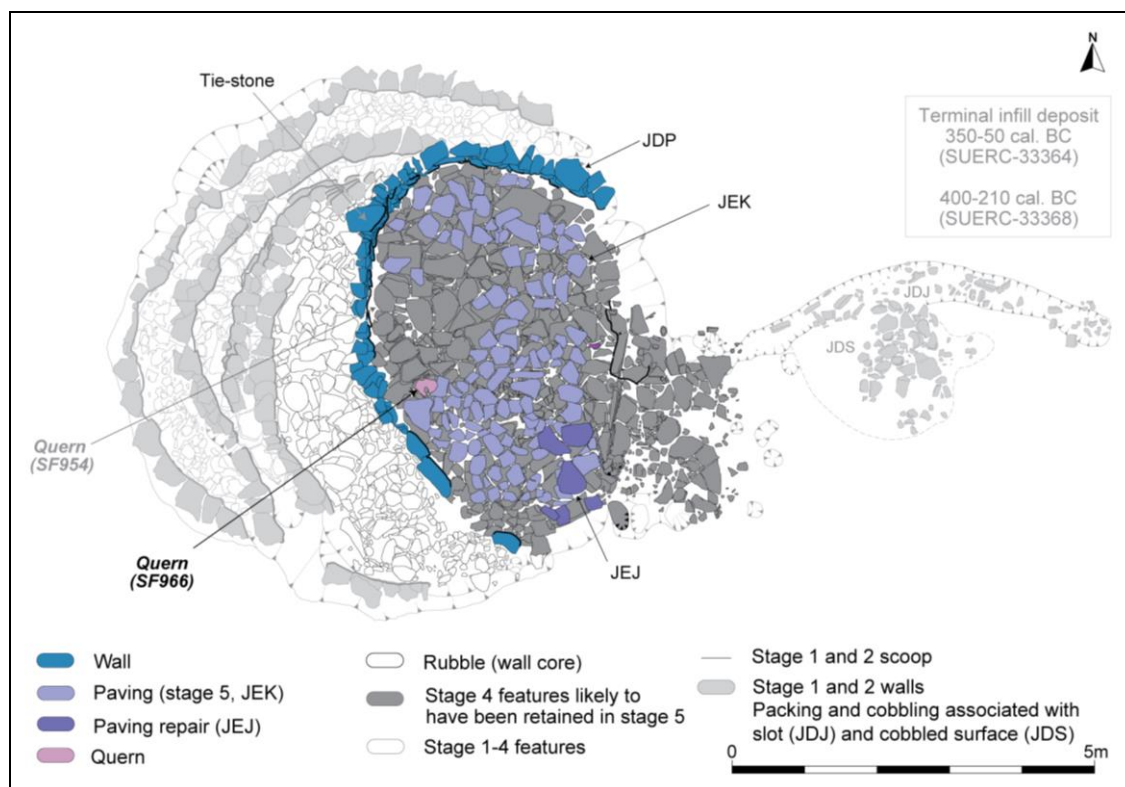 N
Tie-stone
Terminal infill deposit
350-50 cal. BC
(SUERC-33364)
400-210 cal. BC
(SUERC-33368)
JDP
JEK
JDJ
JDS
Quern
(SF954)
Quern
(SF966)
JEJ
Wall
Paving (stage 5, JEK)
Paving repair (JEJ)
Quern
Rubble (wall core)
Stage 4 features likely to
have been retained in stage 5
Stage 1-4 features
Stage 1 and 2 scoop
Stage 1 and 2 walls
Packing and cobbling associated with
slot (JDJ) and cobbled surface (JDS)
0
5m